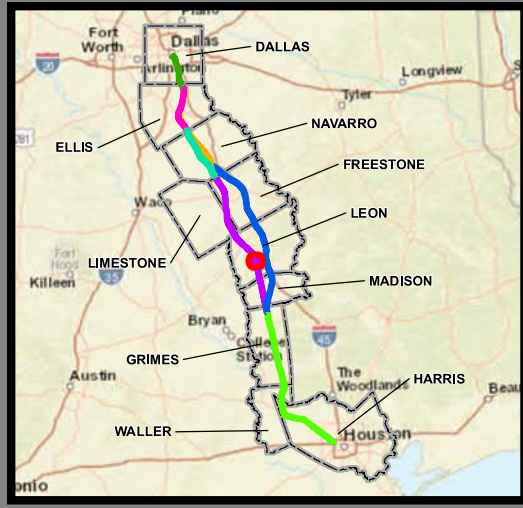 Plano
Fort
Worth
Dallas
DALLAS
Arlington
20
Longview
Tyler
NAVARRO
281
ELLIS
FREESTONE
Waco
LEON
Fort
Hood
LIMESTONE
35
Killeen
MADISON
Bryan
College
Station
45
GRIMES
Austin
The
Woodlands
HARRIS
Beau
WALLER
Houston
onio